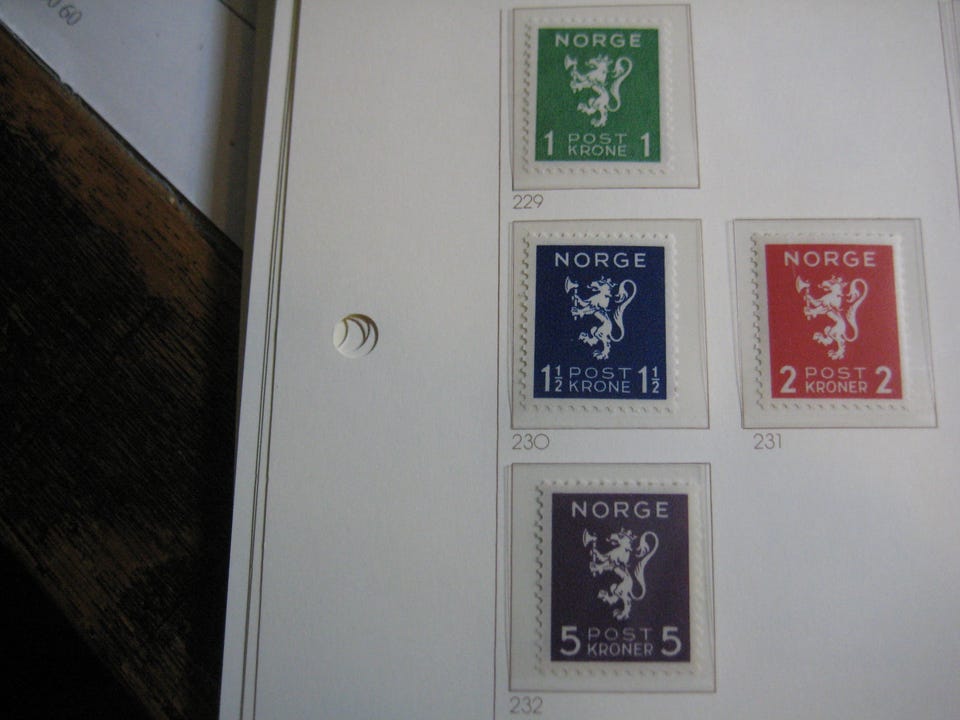 60
NORGE
1 POST 1
KRONE
229
NORGE
1½ POST 1½
KRONE
230
NORGE
2 POST 2
KRONER
231
NORGE
5 POST 5
KRONER
232